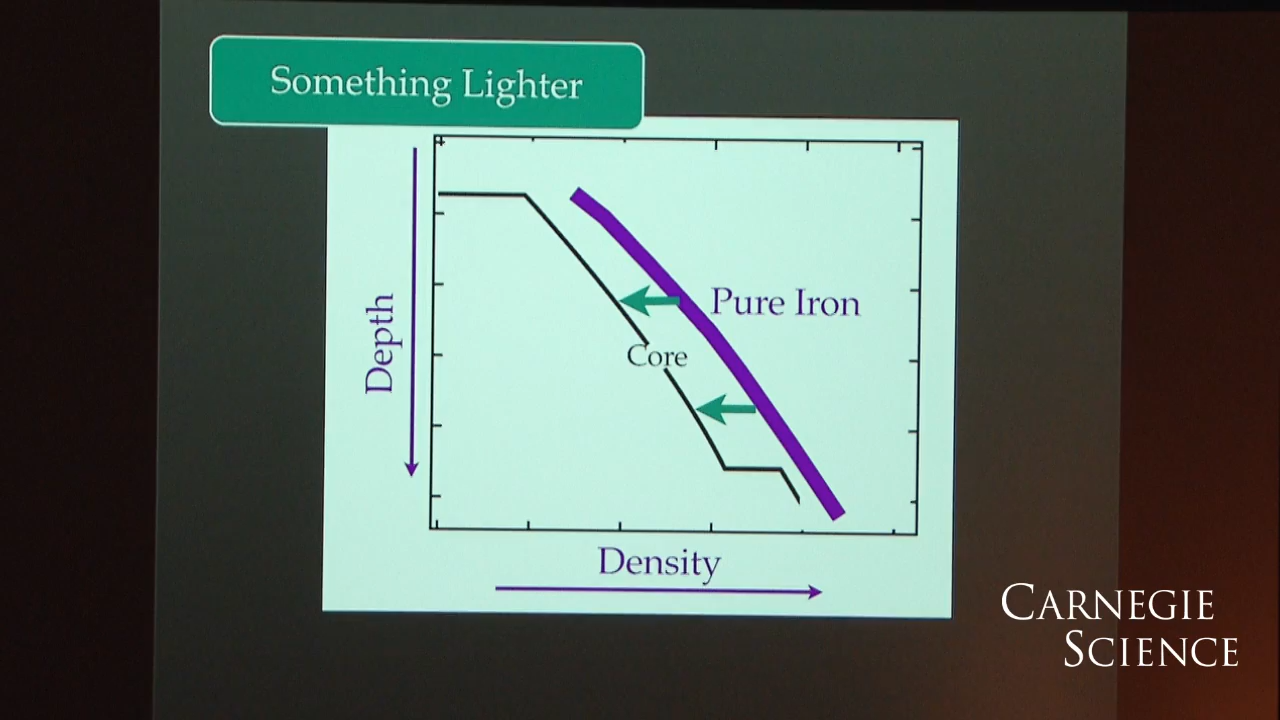 Something Lighter
Depth
Pure Iron
Core
Density
CARNEGIE
SCIENCE